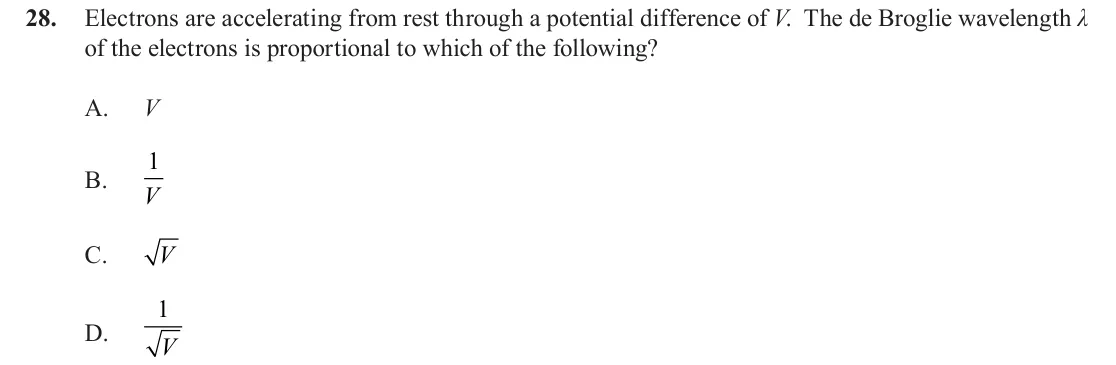 28. Electrons are accelerating from rest through a potential difference of V. The de Broglie wavelength λ
of the electrons is proportional to which of the following?
A. V
B. 1/V
C. √V
D. 1/√V